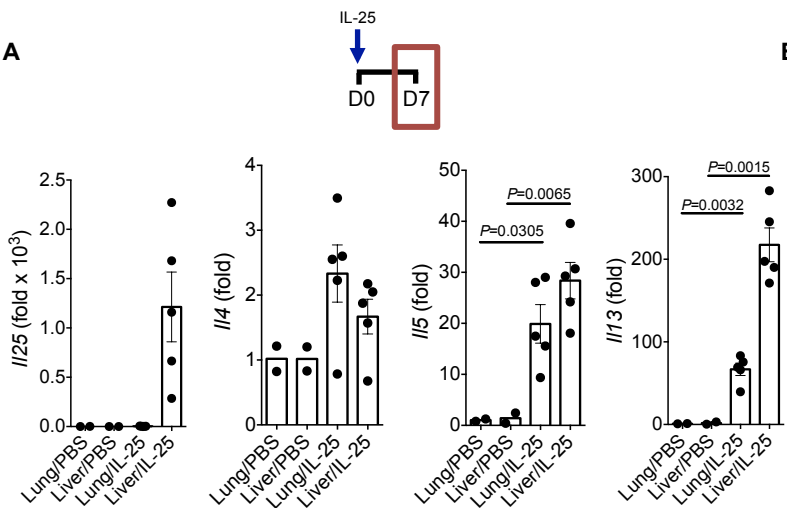 A
IL-25
D0 D7
Il25 (fold x 10³)
2.5
2.0
1.5
1.0
0.5
0.0
Lung/PBS
Liver/PBS
Lung/IL-25
Liver/IL-25
Il4 (fold)
4
3
2
1
0
Lung/PBS
Liver/PBS
Lung/IL-25
Liver/IL-25
Il5 (fold)
50
40
30
20
10
0
P=0.0065
P=0.0305
Lung/PBS
Liver/PBS
Lung/IL-25
Liver/IL-25
Il13 (fold)
300
200
100
0
P=0.0015
P=0.0032
Lung/PBS
Liver/PBS
Lung/IL-25
Liver/IL-25